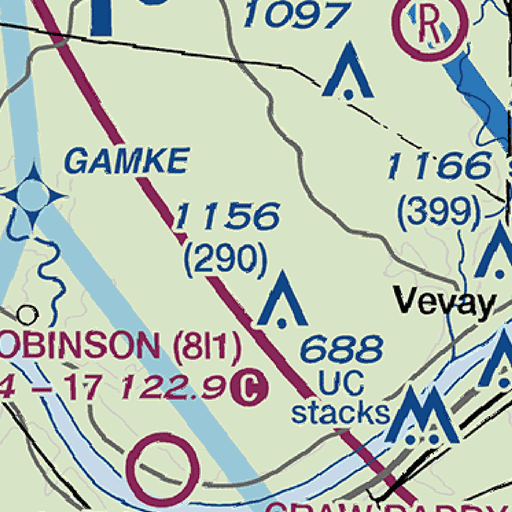 1097
R
GAMKE
1166
(399)
1156
(290)
Vevay
OBINSON (8I1)
4 - 17 122.9 C
688
UC
stacks